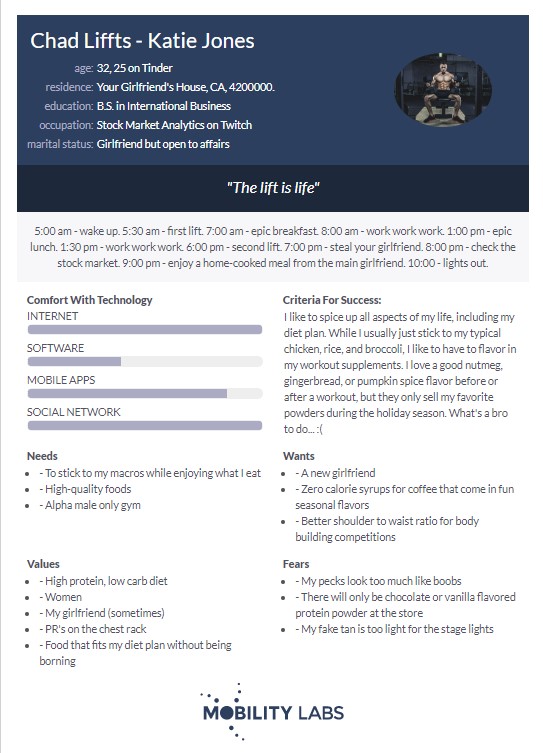 Chad Liffts - Katie Jones
age: 32, 25 on Tinder
residence: Your Girlfriend's House, CA, 4200000.
education: B.S. in International Business
occupation: Stock Market Analytics on Twitch
marital status: Girlfriend but open to affairs
"The lift is life"
5:00 am - wake up. 5:30 am - first lift. 7:00 am - epic breakfast. 8:00 am - work work work. 1:00 pm - epic
lunch. 1:30 pm - work work work. 6:00 pm - second lift. 7:00 pm - steal your girlfriend. 8:00 pm - check the
stock market. 9:00 pm - enjoy a home-cooked meal from the main girlfriend. 10:00 - lights out.
Comfort With Technology
INTERNET
SOFTWARE
MOBILE APPS
SOCIAL NETWORK
Criteria For Success:
I like to spice up all aspects of my life, including my
diet plan. While I usually just stick to my typical
chicken, rice, and broccoli, I like to have to flavor in
my workout supplements. I love a good nutmeg,
gingerbread, or pumpkin spice flavor before or
after a workout, but they only sell my favorite
powders during the holiday season. What's a bro
to do... :(
Needs
- To stick to my macros while enjoying what I eat
- High-quality foods
- Alpha male only gym
Wants
- A new girlfriend
- Zero calorie syrups for coffee that come in fun
seasonal flavors
- Better shoulder to waist ratio for body
building competitions
Values
- High protein, low carb diet
- Women
- My girlfriend (sometimes)
- PR's on the chest rack
- Food that fits my diet plan without being
borning
Fears
- My pecks look too much like boobs
- There will only be chocolate or vanilla flavored
protein powder at the store
- My fake tan is too light for the stage lights
MOBILITY LABS